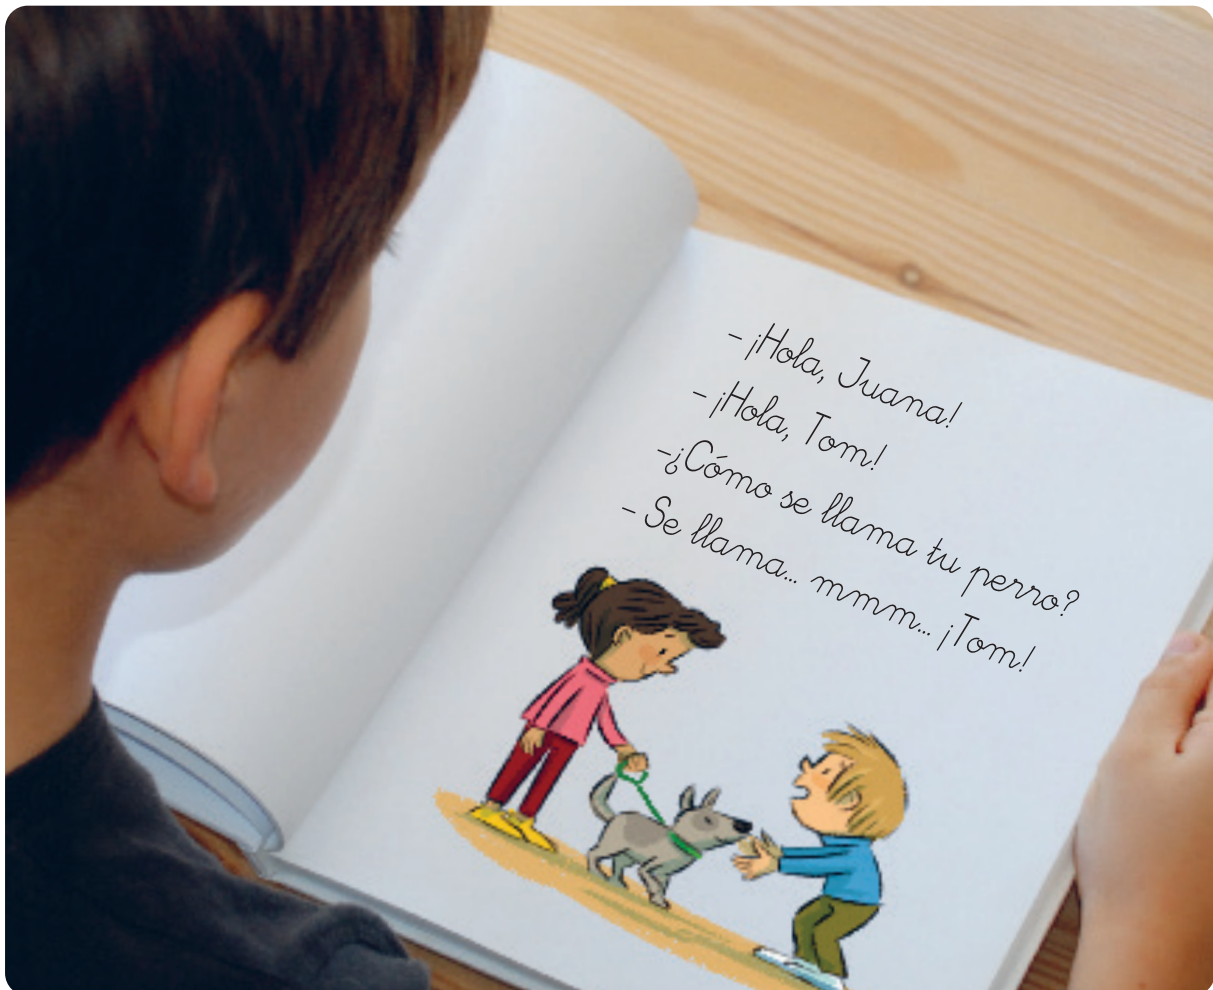 - ¡Hola, Juana!
- ¡Hola, Tom!
-¿Cómo se llama tu perro?
- Se llama... mmm... ¡Tom!